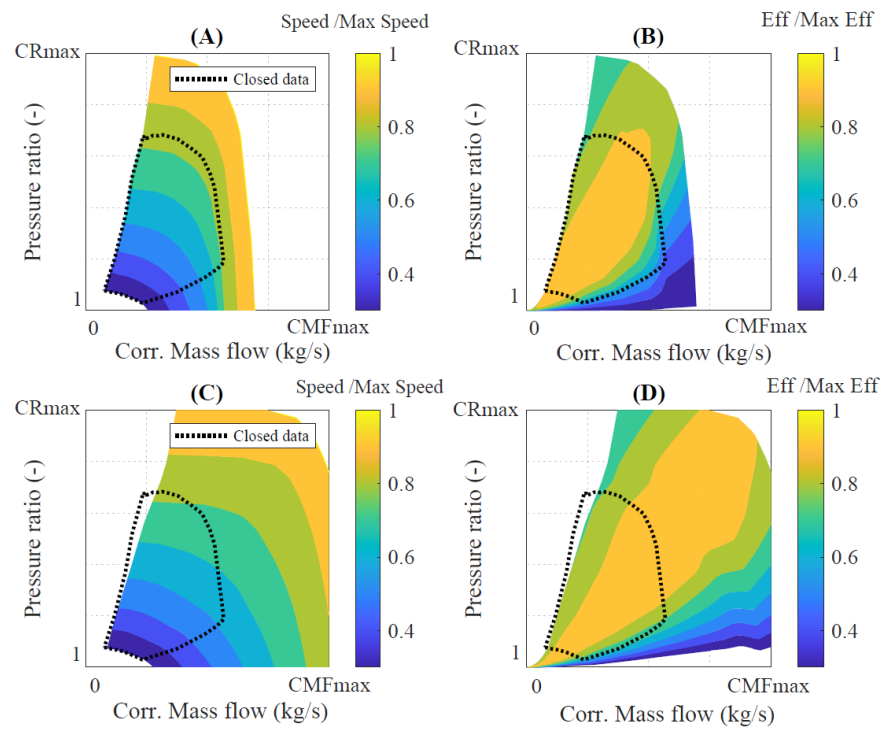 (A) Speed /Max Speed
(B) Eff /Max Eff
CRmax
Closed data
Pressure ratio (-)
1
0 CMFmax
Corr. Mass flow (kg/s)
1
0.8
0.6
0.4
Pressure ratio (-)
1
0 CMFmax
Corr. Mass flow (kg/s)
1
0.8
0.6
0.4
(C) Speed /Max Speed
(D) Eff /Max Eff
CRmax
Closed data
Pressure ratio (-)
1
0 CMFmax
Corr. Mass flow (kg/s)
1
0.8
0.6
0.4
CRmax
Pressure ratio (-)
1
0 CMFmax
Corr. Mass flow (kg/s)
1
0.8
0.6
0.4